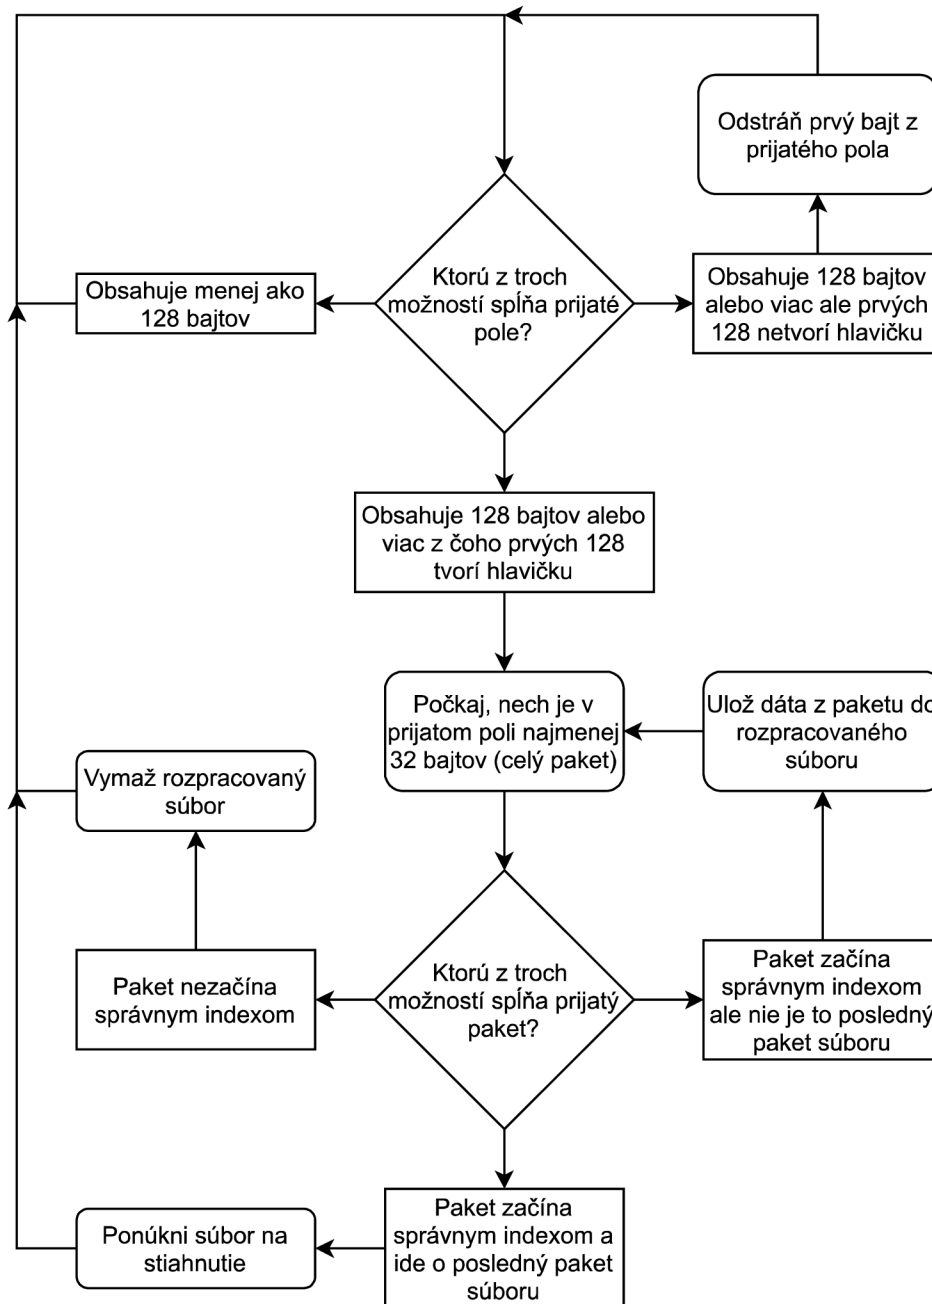 Odstráň prvý bajt z
prijatého pola
Ktorú z troch
možností spĺňa prijaté
pole?
Obsahuje menej ako
128 bajtov
Obsahuje 128 bajtov
alebo viac ale prvých
128 netvorí hlavičku
Obsahuje 128 bajtov alebo
viac z čoho prvých 128
tvorí hlavičku
Počkaj, nech je v
prijatom poli najmenej
32 bajtov (celý paket)
Ulož dáta z paketu do
rozpracovaného
súboru
Vymaž rozpracovaný
súbor
Ktorú z troch
možností spĺňa prijatý
paket?
Paket nezačína
správnym indexom
Paket začína
správnym indexom
ale nie je to posledný
paket súboru
Paket začína
správnym indexom a
ide o posledný paket
súboru
Ponúkni súbor na
stiahnutie